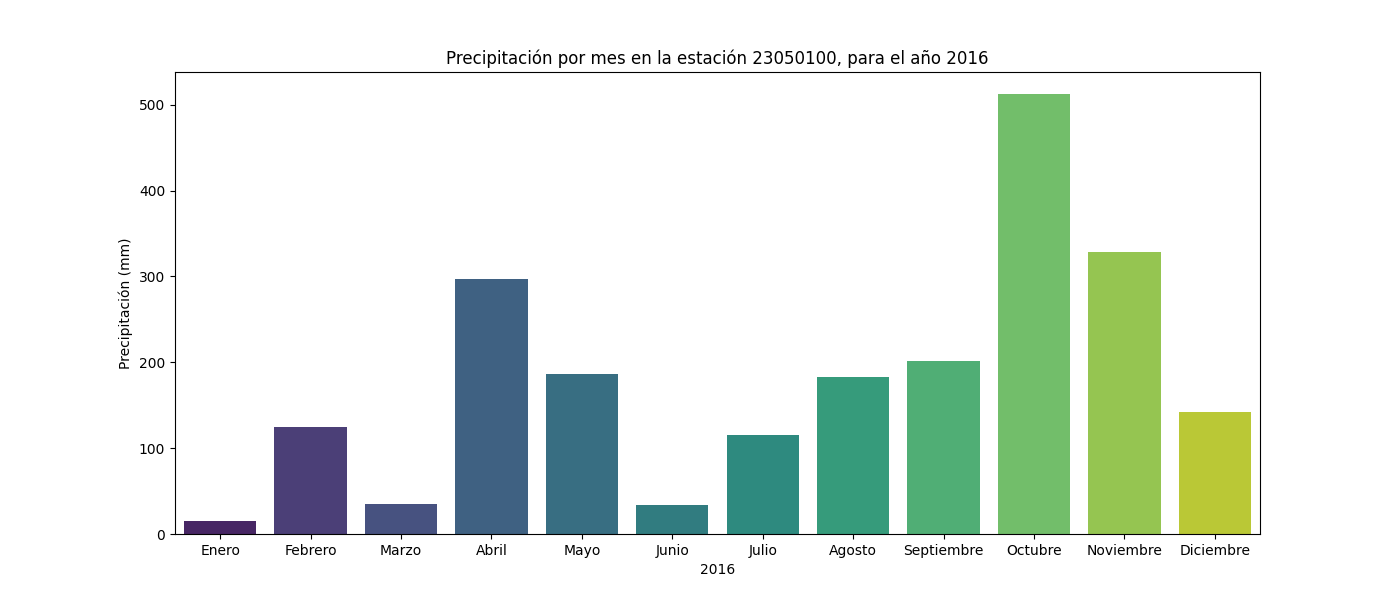 Precipitación por mes en la estación 23050100, para el año 2016
Precipitación (mm)
500
400
300
200
100
0
Enero Febrero Marzo Abril Mayo Junio Julio Agosto Septiembre Octubre Noviembre Diciembre
2016